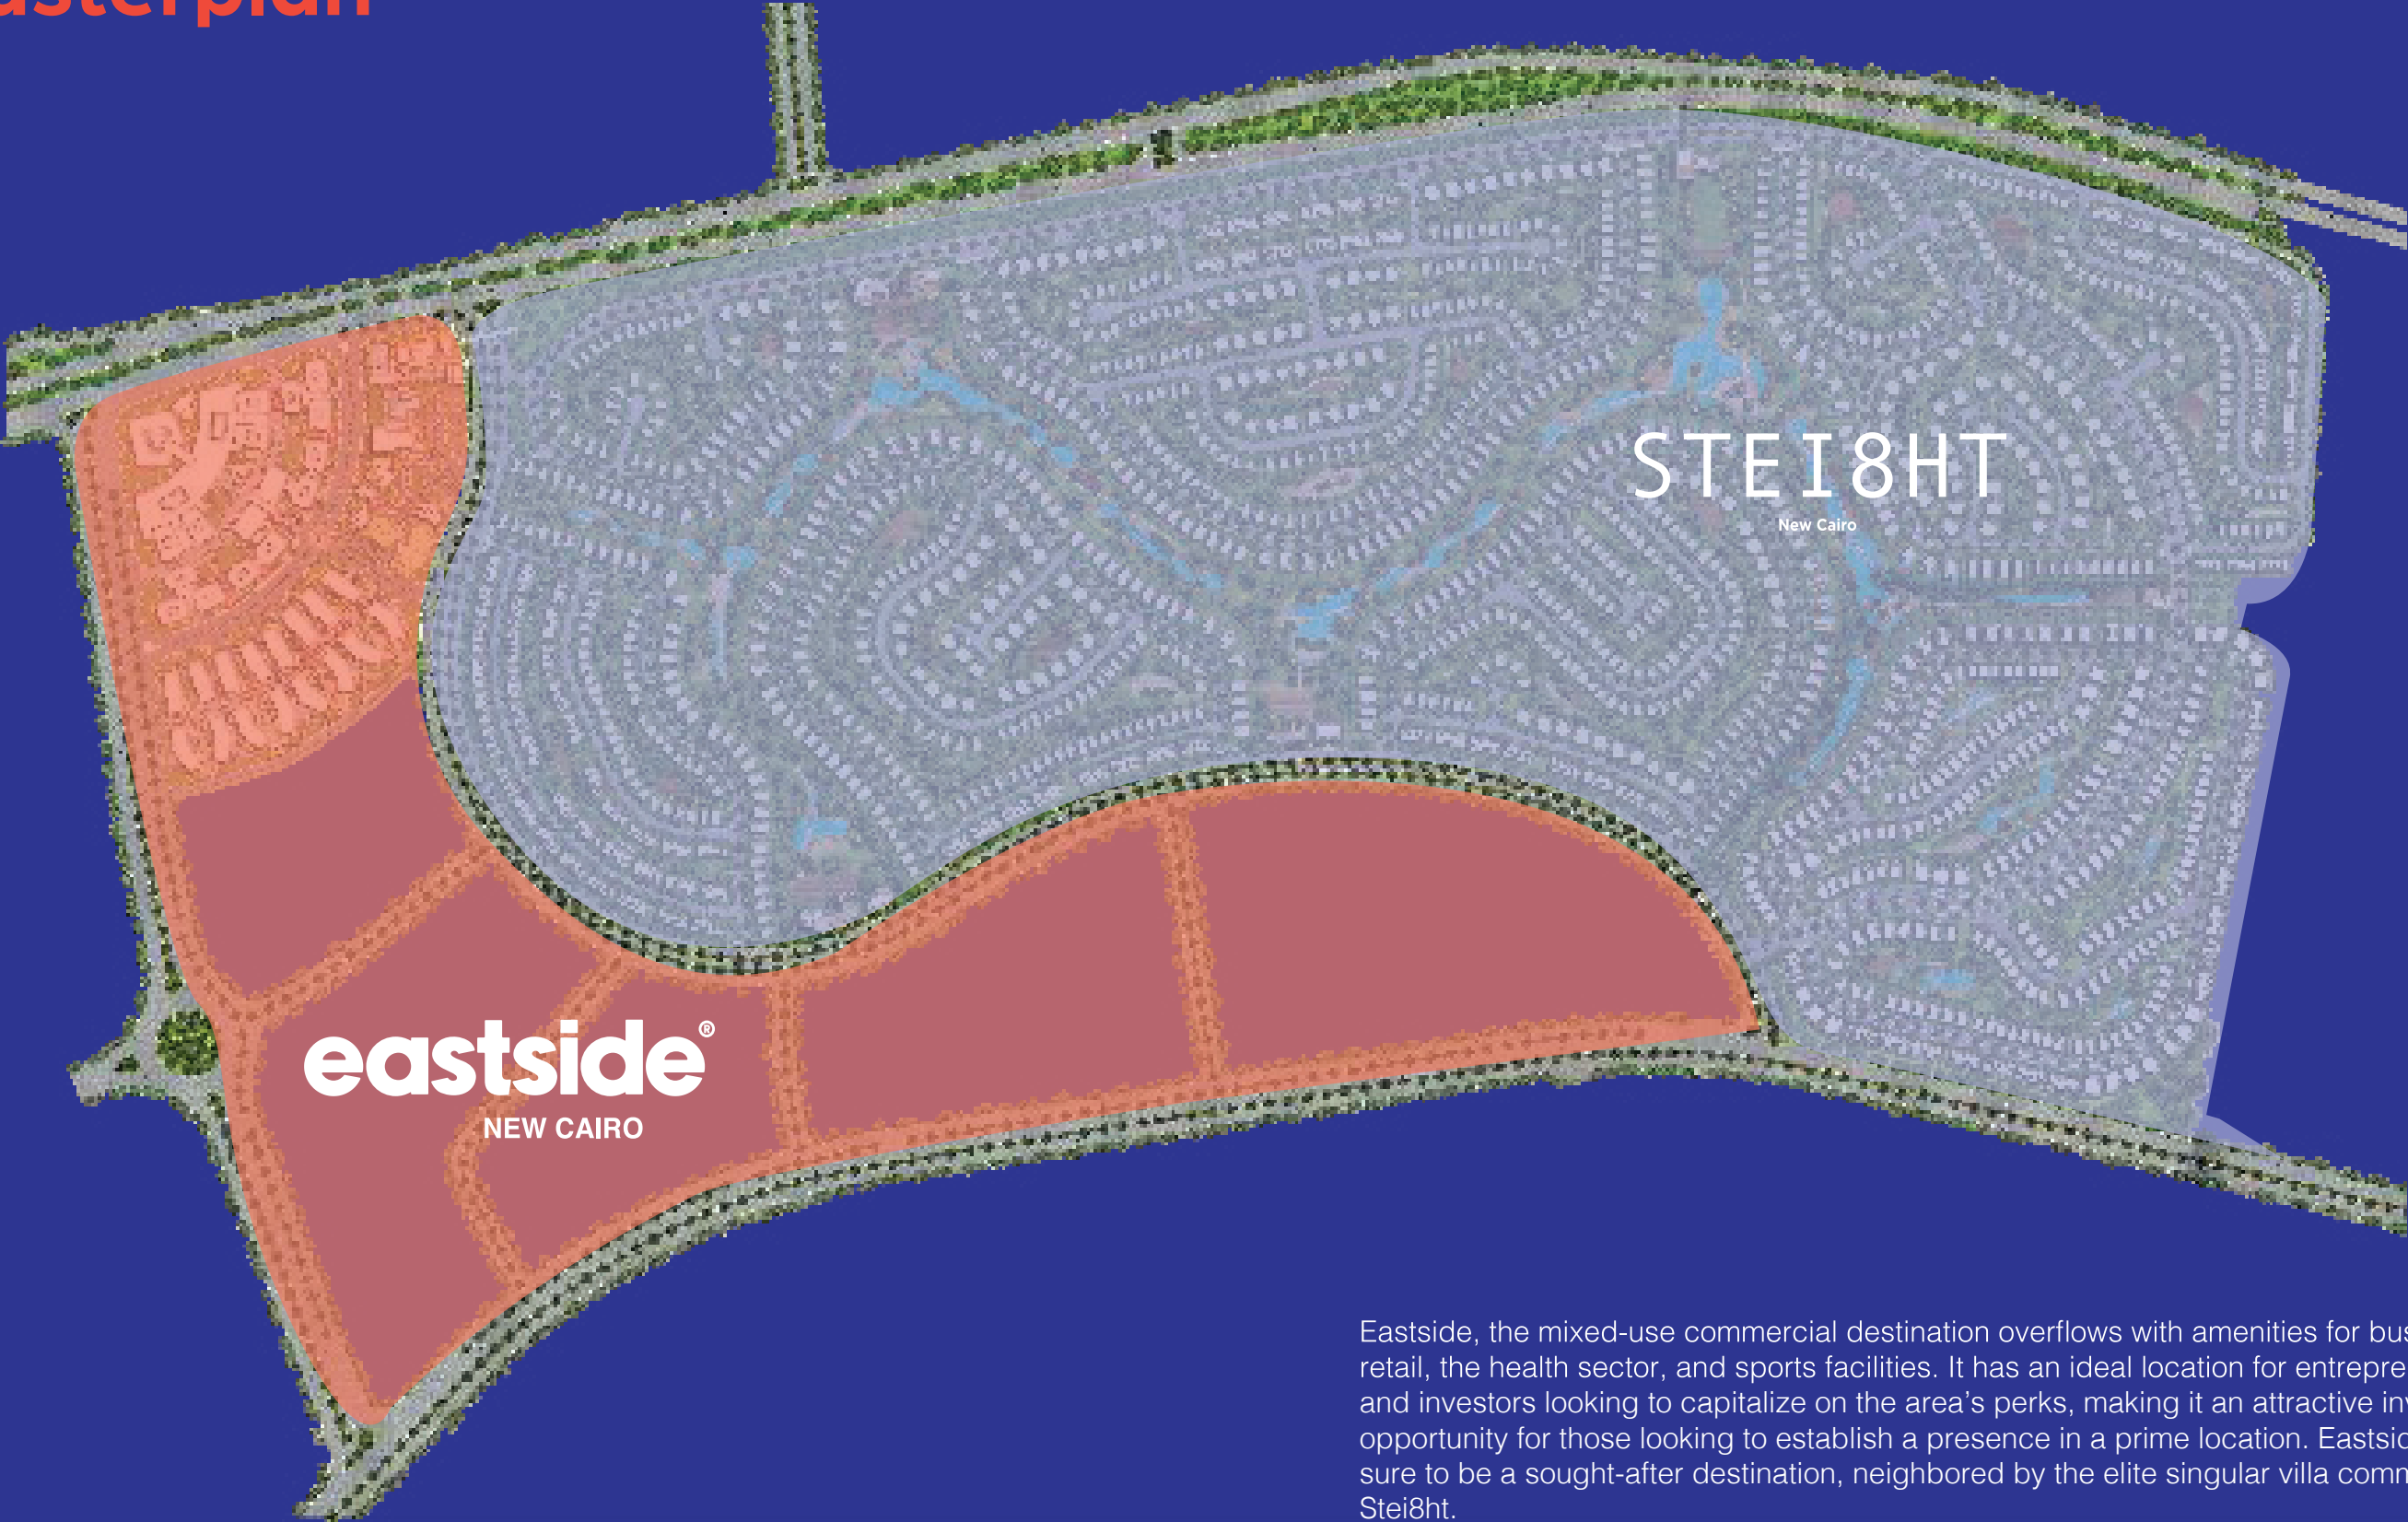 asterplan
STEI8HT
New Cairo
eastside®
NEW CAIRO
Eastside, the mixed-use commercial destination overflows with amenities for bus
retail, the health sector, and sports facilities. It has an ideal location for entrepre
and investors looking to capitalize on the area's perks, making it an attractive inv
opportunity for those looking to establish a presence in a prime location. Eastsid
sure to be a sought-after destination, neighbored by the elite singular villa comm
Stei8ht.